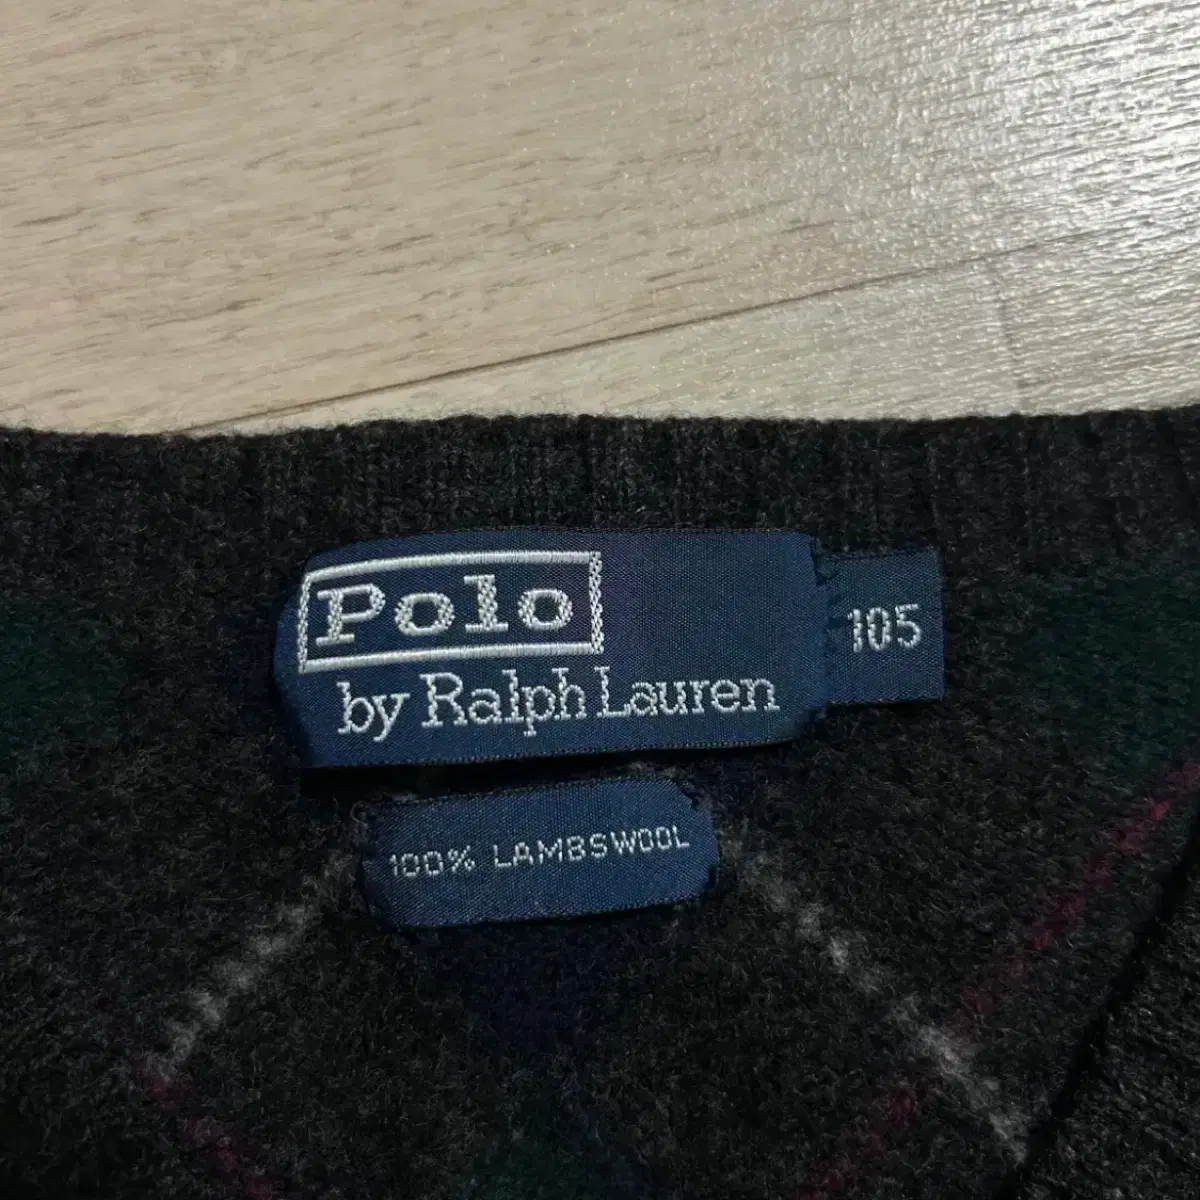 Polo
by Ralph Lauren
105
100% LAMBSWOOL